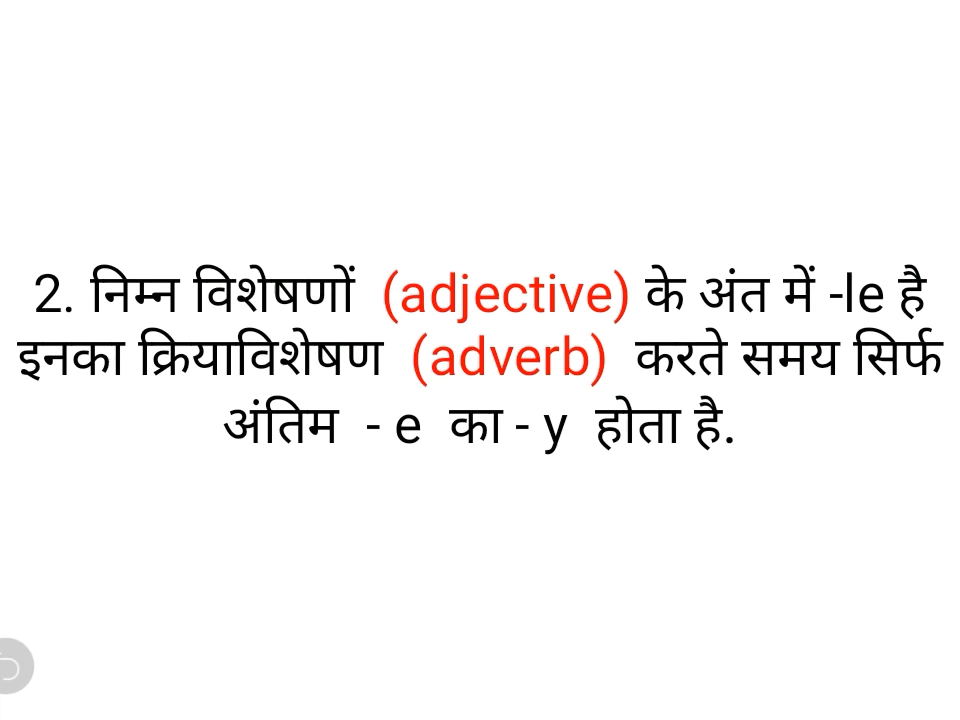 2. निम्न विशेषणों (adjective) के अंत में -le है
इनका क्रियाविशेषण (adverb) करते समय सिर्फ
अंतिम - e का - y होता है.